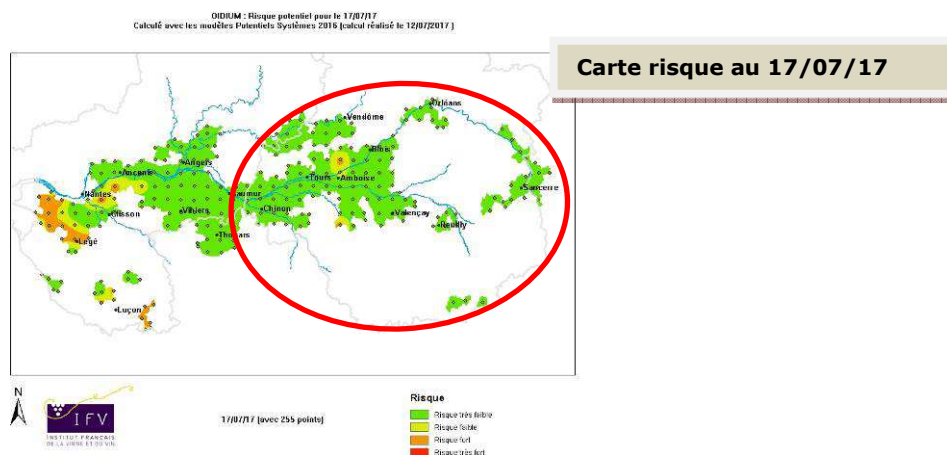 OIDIUM : Risque potentiel pour le 17/07/17
Calculé avec les modèles Potentiels Systèmes 2016 (calcul réalisé le 12/07/2017 )
Carte risque au 17/07/17
Orléans
Vendôme
Blois
Angers
Ancenis
Tours
Amboise
Sancerre
Nantes
Saumur
Chinon
Clisson
Vihiers
Valençay
Reuilly
Thouars
Legé
Luçon
N
Risque
IFV
17/07/17 (avec 255 points)
Risque très faible
Risque faible
INSTITUT FRANÇAIS
DE LA VIGNE ET DU VIN
Risque fort
Risque très fort